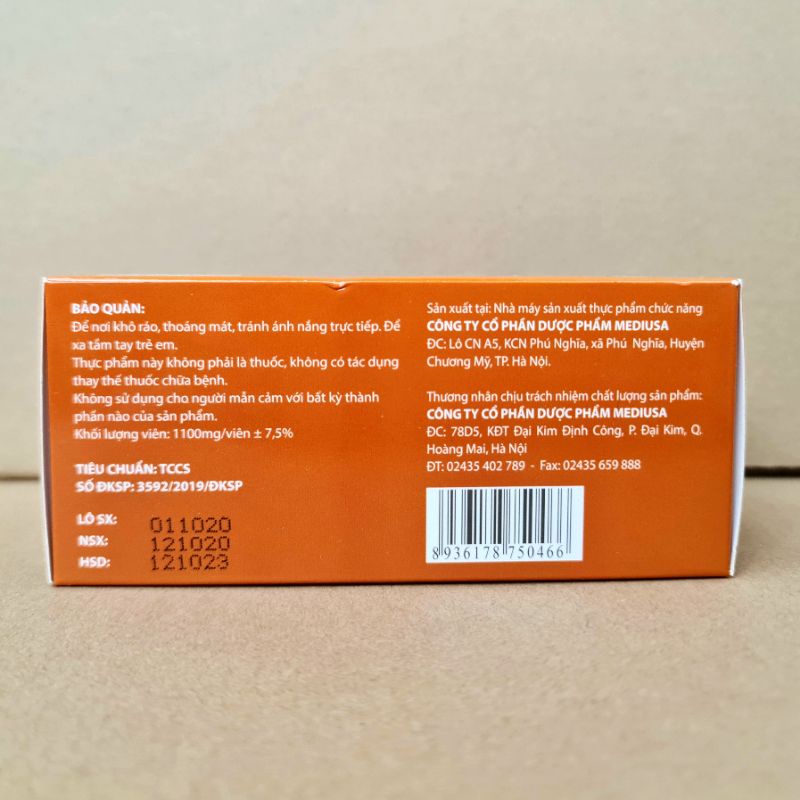 BẢO QUẢN:
Để nơi khô ráo, thoáng mát, tránh ánh nắng trực tiếp. Để
xa tầm tay trẻ em.
Thực phẩm này không phải là thuốc, không có tác dụng
thay thế thuốc chữa bệnh.
Không sử dụng cho người mẫn cảm với bất kỳ thành
phần nào của sản phẩm.
Khối lượng viên: 1100mg/viên ± 7,5%
TIÊU CHUẨN: TCCS
SỐ ĐKSP: 3592/2019/ĐKSP
LÔ SX: 011020
NSX: 121020
HSD: 121023
Sản xuất tại: Nhà máy sản xuất thực phẩm chức năng
CÔNG TY CỔ PHẦN DƯỢC PHẨM MEDIUSA
ĐC: Lô CN A5, KCN Phú Nghĩa, xã Phú Nghĩa, Huyện
Chương Mỹ, TP. Hà Nội.
Thương nhân chịu trách nhiệm chất lượng sản phẩm:
CÔNG TY CỔ PHẦN DƯỢC PHẨM MEDIUSA
ĐC: 78D5, KĐT Đại Kim Định Công, P. Đại Kim, Q.
Hoàng Mai, Hà Nội
ĐT: 02435 402 789 - Fax: 02435 659 888
8 936178 750466